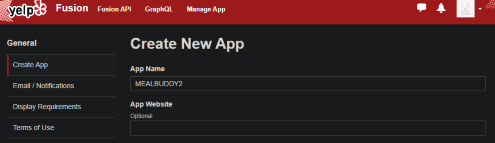 yelp Fusion Fusion API GraphQL Manage App
General
Create App
Email / Notifications
Display Requirements
Terms of Use
Create New App
App Name
MEALBUDDY2
App Website
Optional